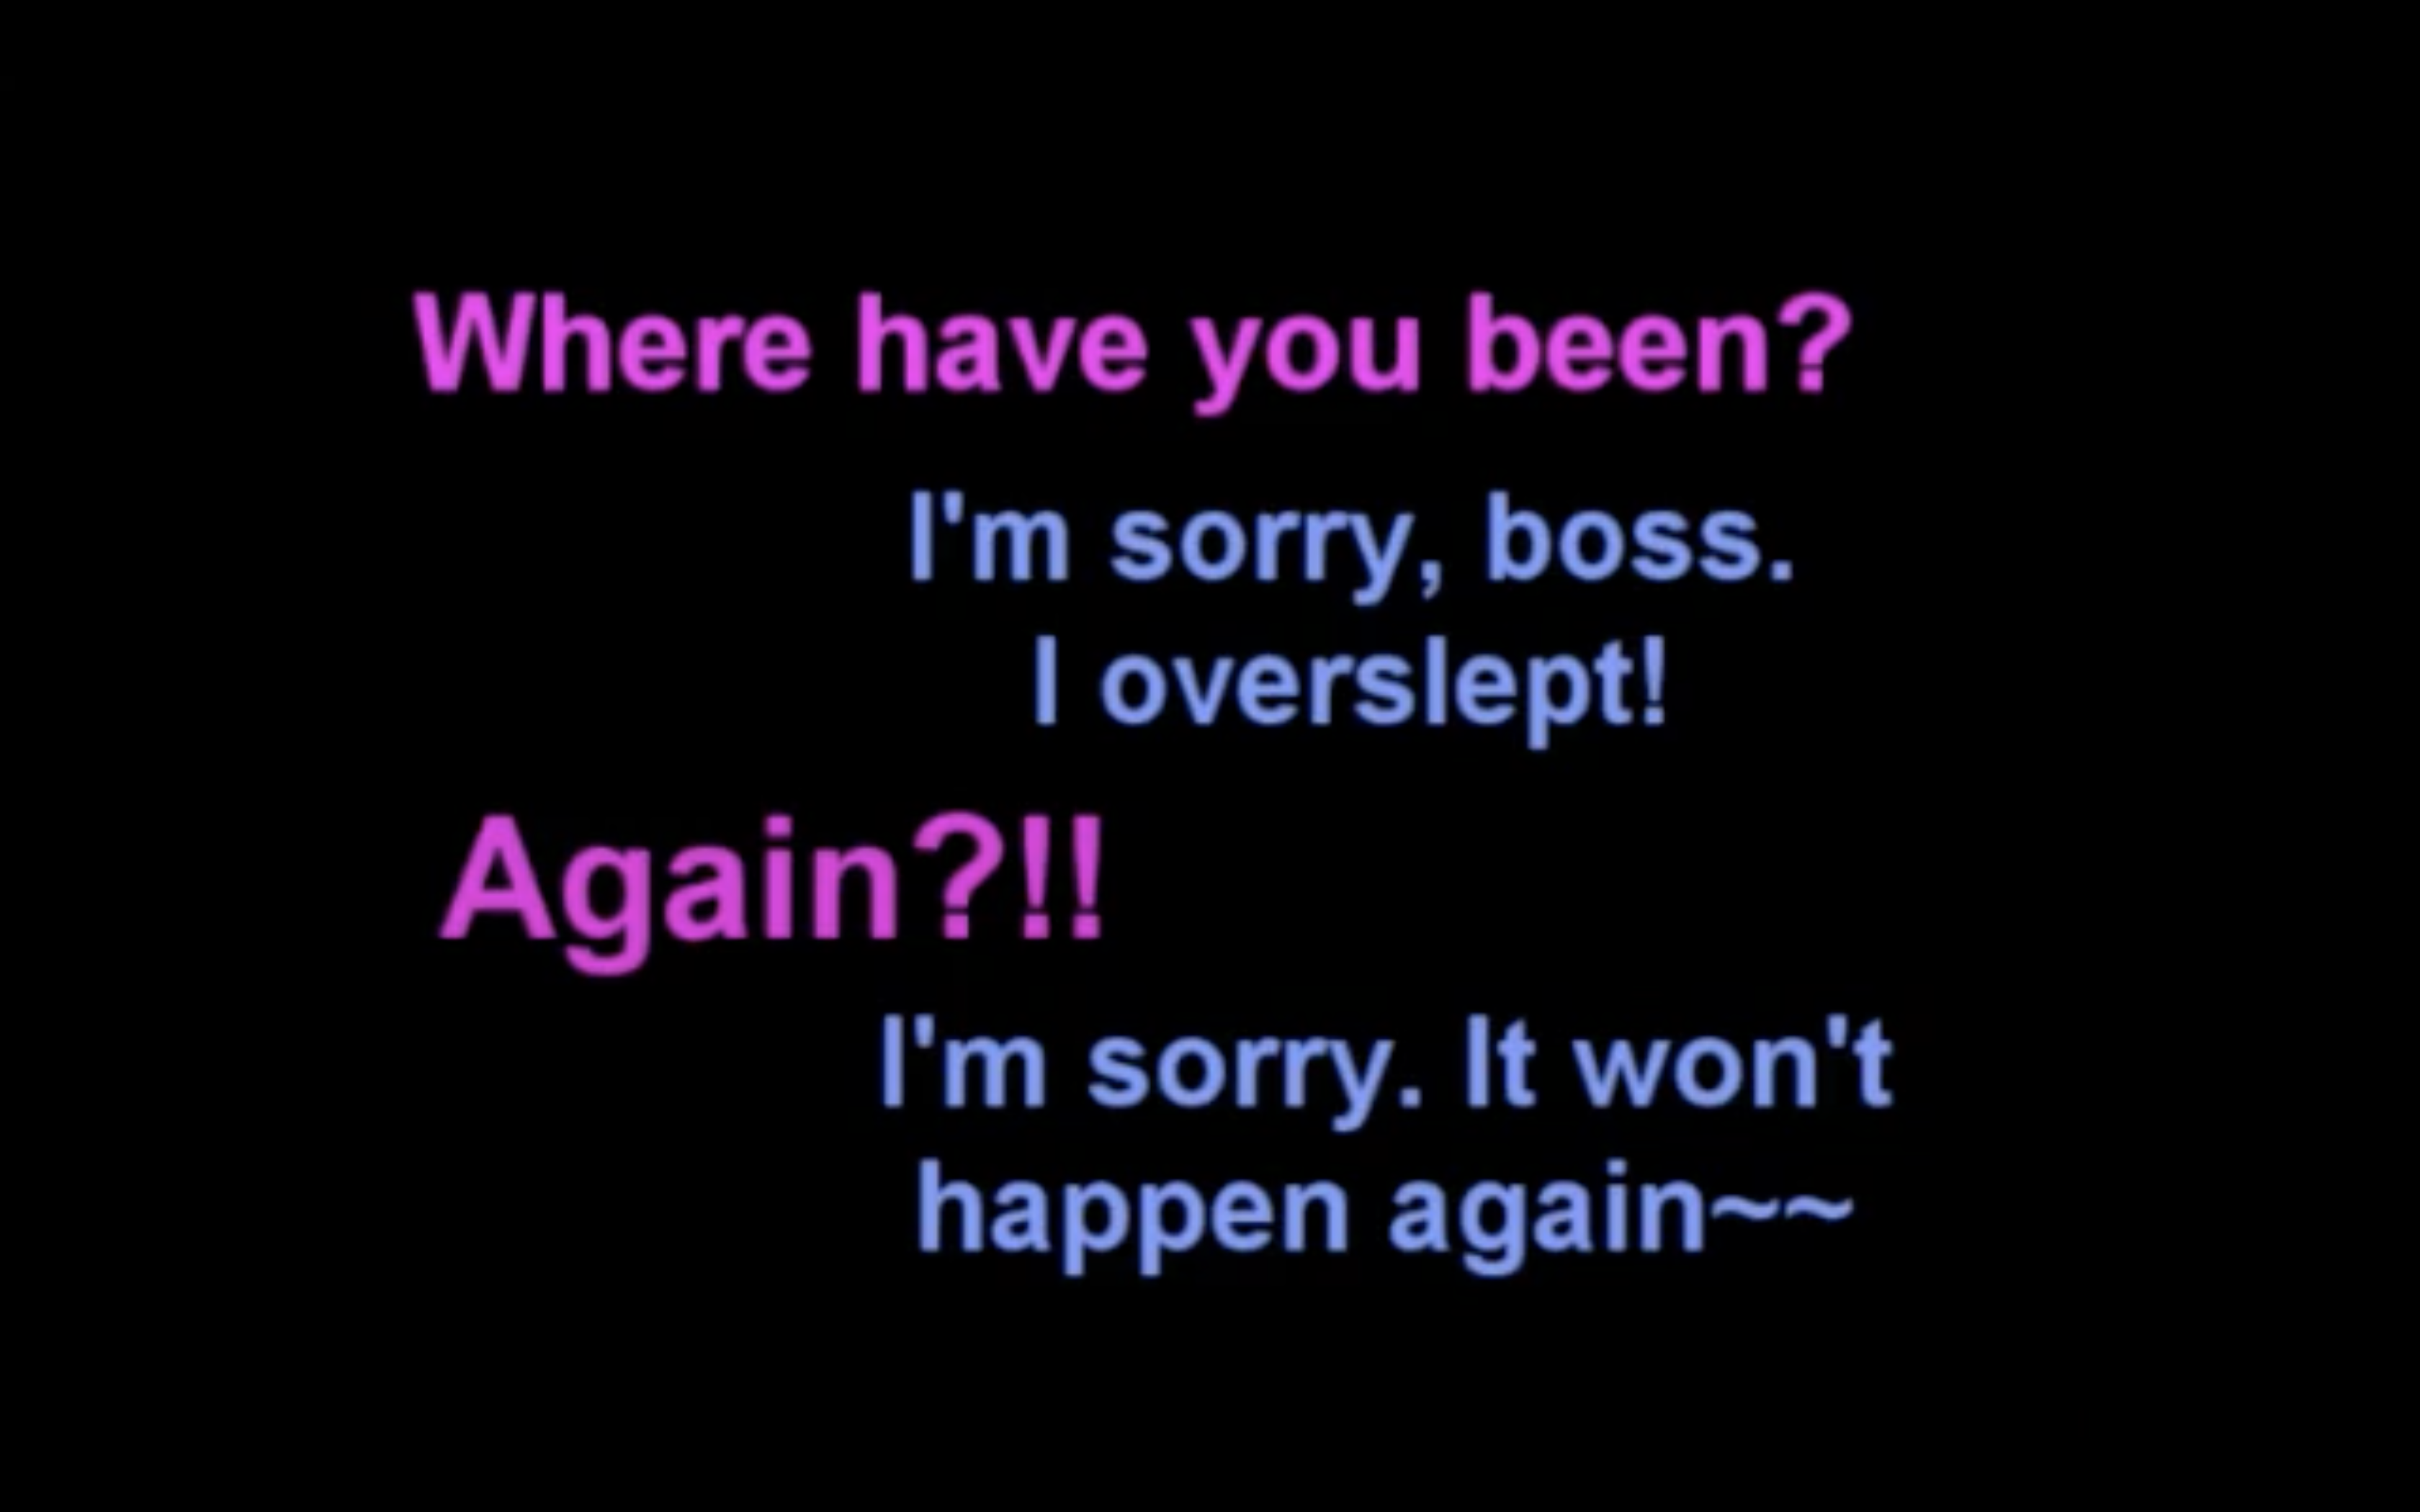 Where have you been?
I'm sorry, boss.
I overslept!
Again?!!
I'm sorry. It won't
happen again~~